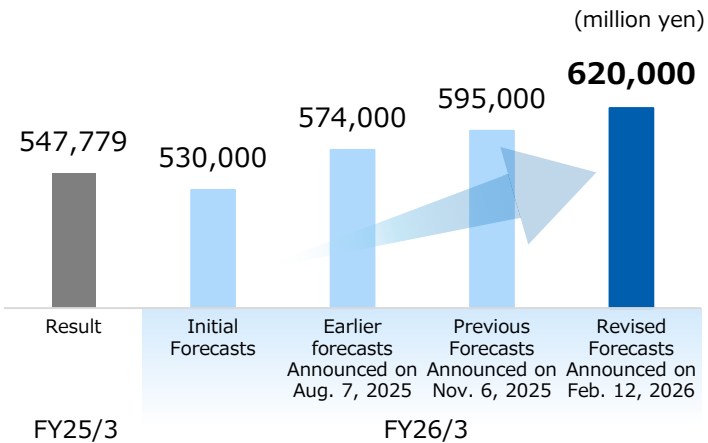 (million yen)
620,000
595,000
574,000
547,779
530,000
Result
Initial
Forecasts
Earlier
forecasts
Announced on
Aug. 7, 2025
Previous
Forecasts
Announced on
Nov. 6, 2025
Revised
Forecasts
Announced on
Feb. 12, 2026
FY25/3
FY26/3